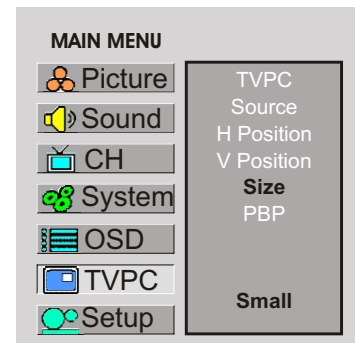 MAIN MENU
Picture
Sound
CH
System
OSD
TVPC
Setup
TVPC
Source
H Position
V Position
Size
PBP
Small